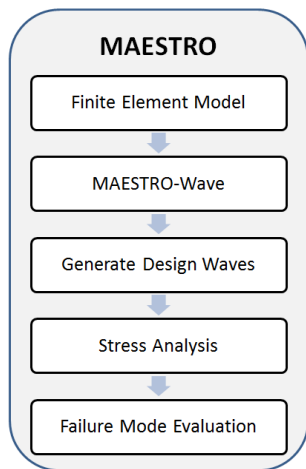 MAESTRO
Finite Element Model
MAESTRO-Wave
Generate Design Waves
Stress Analysis
Failure Mode Evaluation